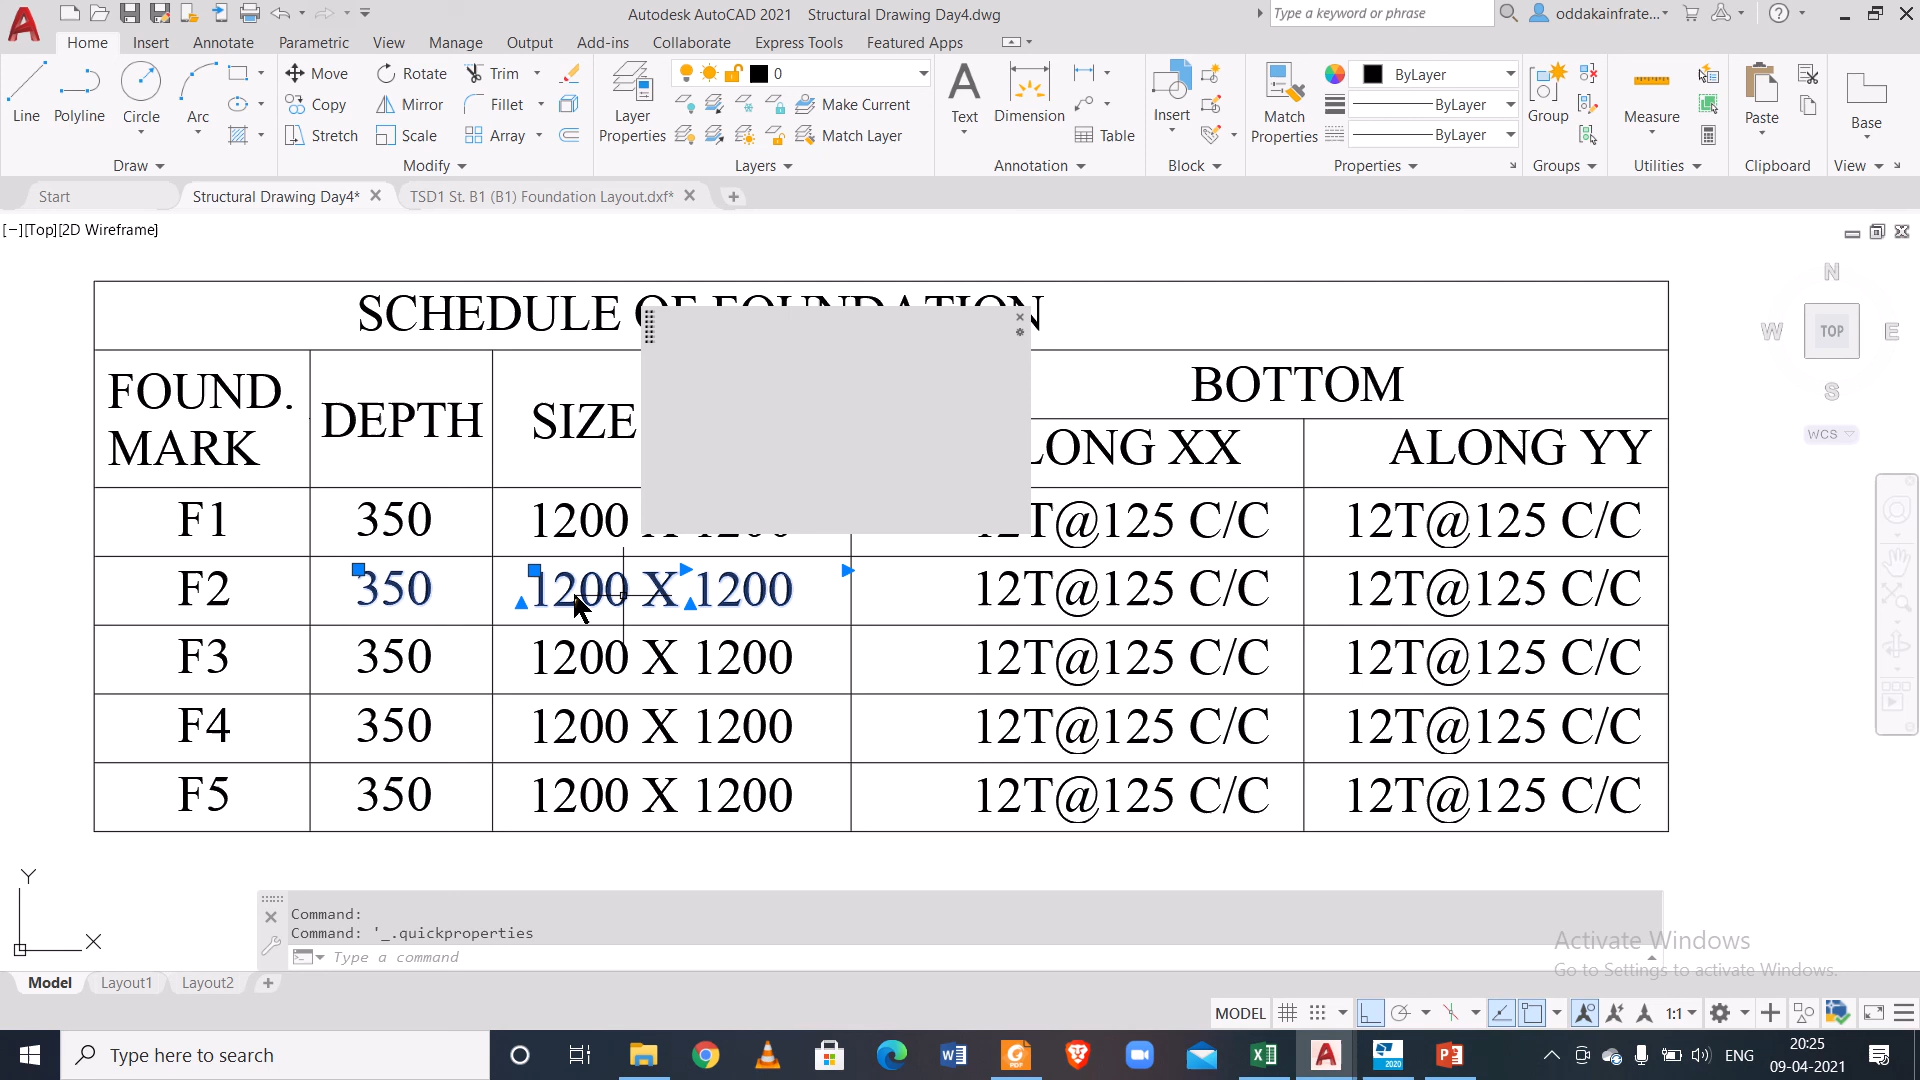 Autodesk AutoCAD 2021 Structural Drawing Day4.dwg
Type a keyword or phrase
oddakainfrate...
Home Insert Annotate Parametric View Manage Output Add-ins Collaborate Express Tools Featured Apps
Line Polyline Circle Arc
Move Rotate Trim
Copy Mirror Fillet
Stretch Scale Array
Layer Properties
0
Make Current
Match Layer
Text Dimension Table
Insert
Match Properties
ByLayer
ByLayer
ByLayer
Group Measure Paste Base
Draw Modify Layers Annotation Block Properties Groups Utilities Clipboard View
Start Structural Drawing Day4* TSD1 St. B1 (B1) Foundation Layout.dxf*
[−][Top][2D Wireframe]
N
W TOP E
S
WCS
SCHEDULE OF FOUNDATION
FOUND. MARK DEPTH SIZE BOTTOM
LONG XX ALONG YY
F1 350 1200 X 1200 12T@125 C/C 12T@125 C/C
F2 350 1200 X 1200 12T@125 C/C 12T@125 C/C
F3 350 1200 X 1200 12T@125 C/C 12T@125 C/C
F4 350 1200 X 1200 12T@125 C/C 12T@125 C/C
F5 350 1200 X 1200 12T@125 C/C 12T@125 C/C
Y
X
Command:
Command: '_.quickproperties
Type a command
Activate Windows
Go to Settings to activate Windows.
Model Layout1 Layout2
MODEL 1:1
Type here to search
ENG
20:25
09-04-2021